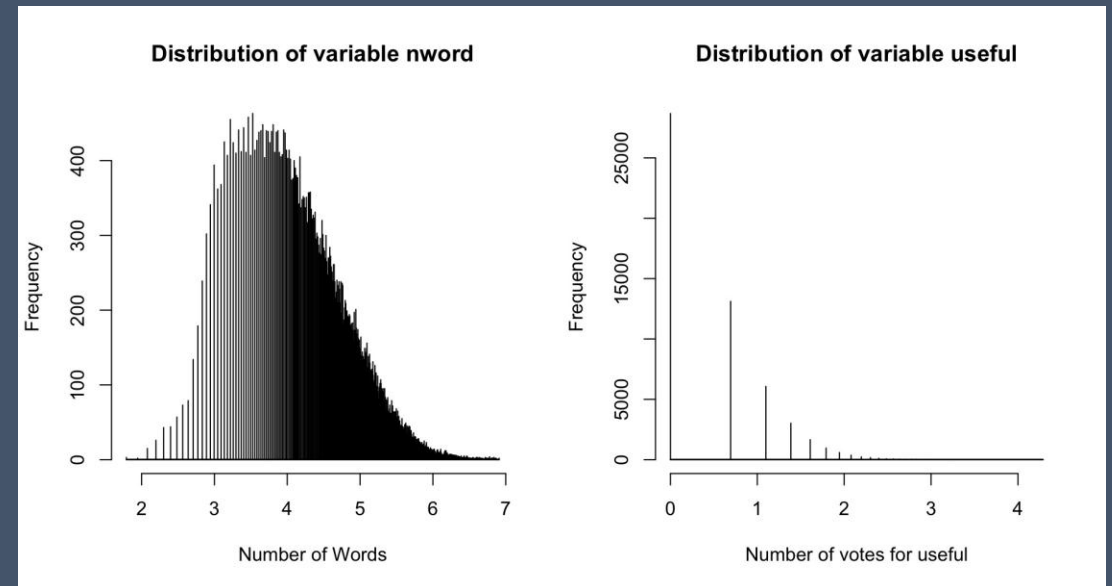 Distribution of variable nword
Frequency
0
100
200
300
400
2 3 4 5 6 7
Number of Words
Distribution of variable useful
Frequency
0
5000
15000
25000
0 1 2 3 4
Number of votes for useful